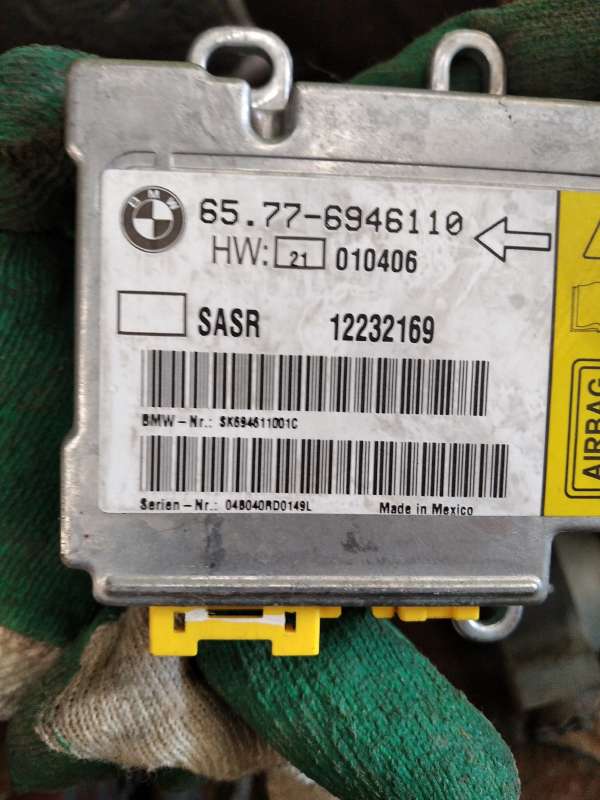 BMW
65.77-6946110
HW: 21 010406
SASR 12232169
BMW-Nr.: SK694611001C
Serien-Nr.: 04B040RD0149L
Made in Mexico
AIRBAG